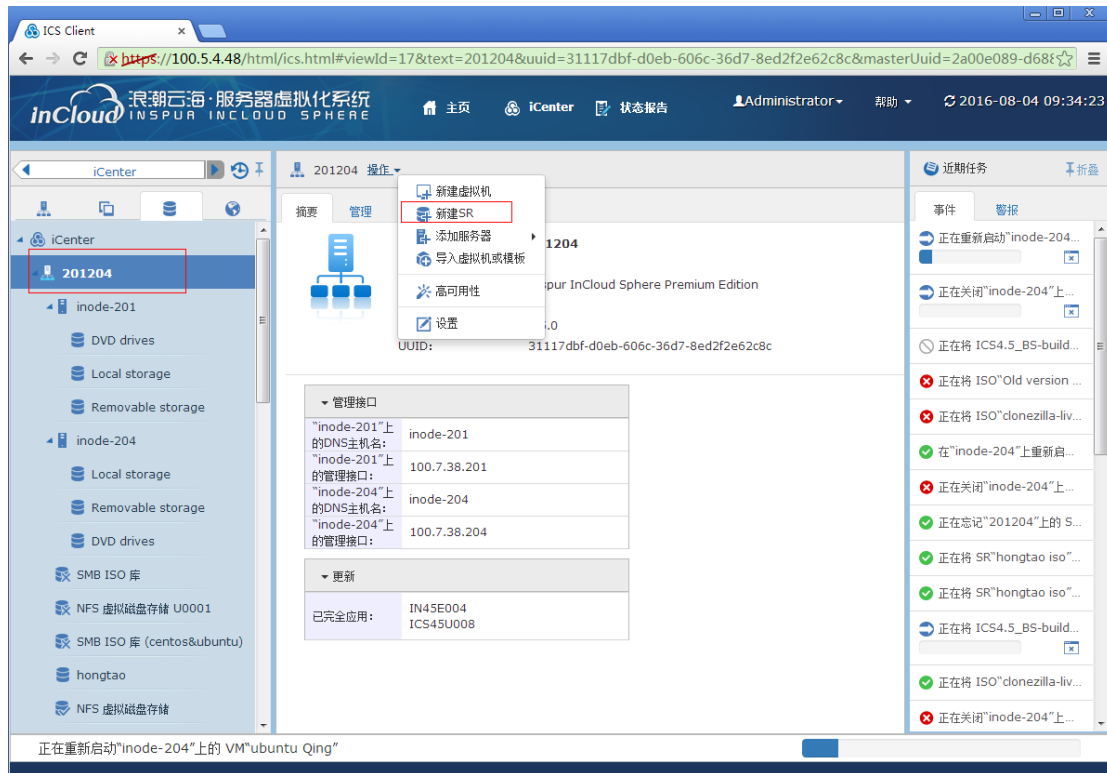 ICS Client
https://100.5.4.48/html/ics.html#viewId=17&text=201204&uuid=31117dbf-d0eb-606c-36d7-8ed2f2e62c8c&masterUuid=2a00e089-d68
inCloud 浪潮云海·服务器虚拟化系统
INSPUR INCLOUD SPHERE
主页
iCenter
状态报告
Administrator
帮助
2016-08-04 09:34:23
iCenter
201204 操作
近期任务
折叠
新建虚拟机
新建SR
添加服务器
导入虚拟机或模板
高可用性
设置
摘要
管理
事件
警报
iCenter
201204
inode-201
DVD drives
Local storage
Removable storage
inode-204
Local storage
Removable storage
DVD drives
SMB ISO 库
NFS 虚拟磁盘存储 U0001
SMB ISO 库 (centos&ubuntu)
hongtao
NFS 虚拟磁盘存储
1204
spur InCloud Sphere Premium Edition
.0
UUID: 31117dbf-d0eb-606c-36d7-8ed2f2e62c8c
管理接口
"inode-201"上的DNS主机名: inode-201
"inode-201"上的管理接口: 100.7.38.201
"inode-204"上的DNS主机名: inode-204
"inode-204"上的管理接口: 100.7.38.204
更新
已完全应用: IN45E004
ICS45U008
正在重新启动"inode-204...
正在关闭"inode-204"上...
正在将 ICS4.5_BS-build...
正在将 ISO"Old version ...
正在将 ISO"clonezilla-liv...
在"inode-204"上重新启...
正在关闭"inode-204"上...
正在忘记"201204"上的 S...
正在将 SR"hongtao iso"...
正在将 SR"hongtao iso"...
正在将 ICS4.5_BS-build...
正在将 ISO"clonezilla-liv...
正在关闭"inode-204"上...
正在重新启动"inode-204"上的 VM"ubuntu Qing"